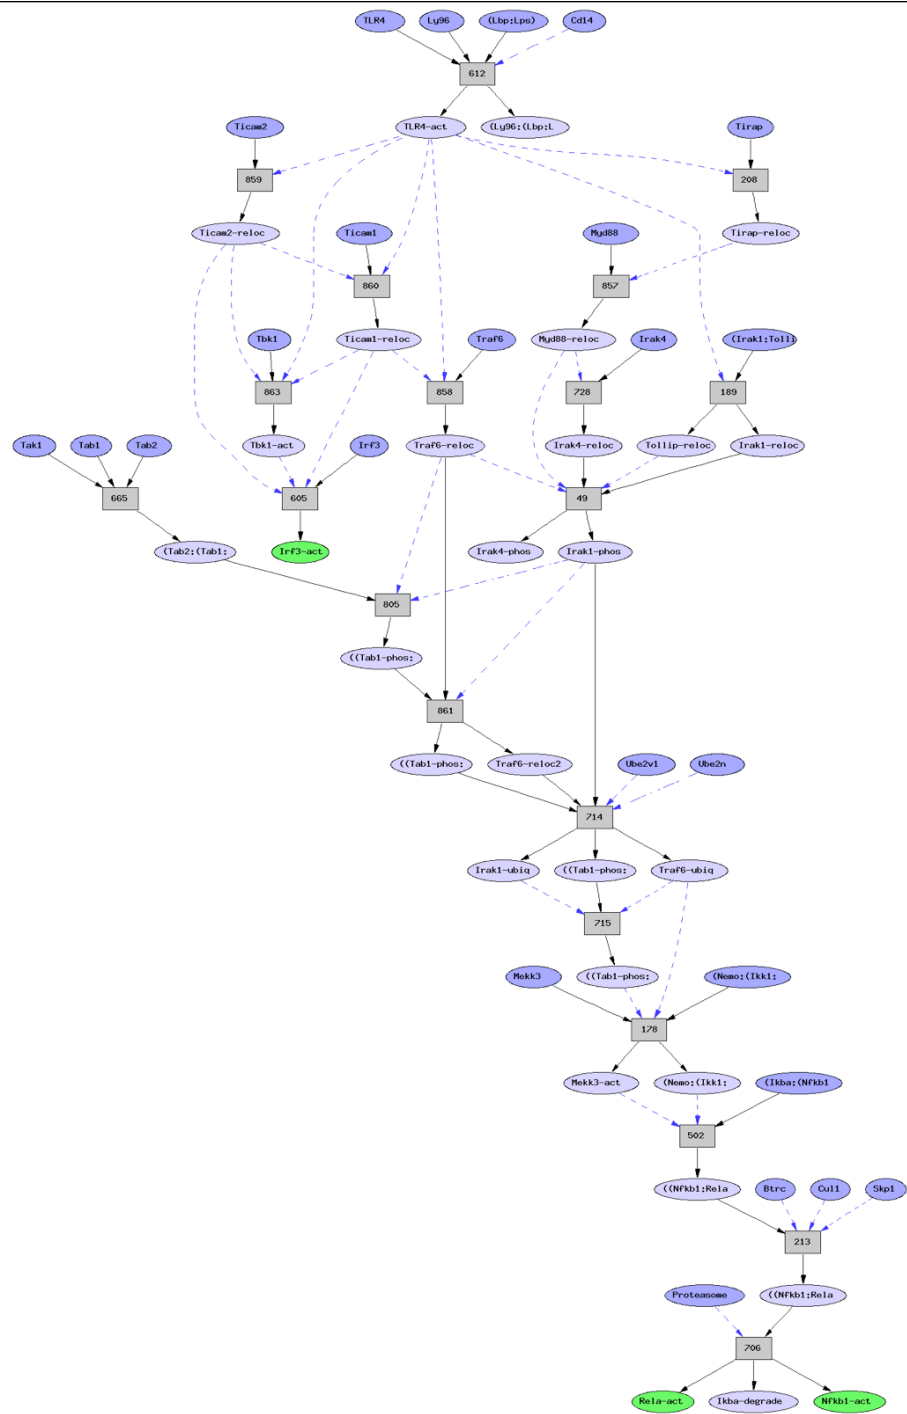 TLR4 Ly96 (Lbp:Lps) Cd14
612
Ticam2 TLR4-act (Ly96:(Lbp:L Tirap
859 208
Ticam2-reloc Ticam1 Myd88 Tirap-reloc
860 857
Tbk1 Ticam1-reloc Traf6 Myd88-reloc Irak4 (Irak1:Tolli
863 858 728 189
Tak1 Tab1 Tab2 Tbk1-act Irf3 Traf6-reloc Irak4-reloc Tollip-reloc Irak1-reloc
665 605 49
(Tab2:(Tab1: Irf3-act Irak4-phos Irak1-phos
805
((Tab1-phos:
861
((Tab1-phos: Traf6-reloc2 Ube2v1 Ube2n
714
Irak1-ubiq ((Tab1-phos: Traf6-ubiq
715
Mekk3 ((Tab1-phos: (Nemo:(Ikk1:
178
Mekk3-act (Nemo:(Ikk1: (Ikba:(Nfkb1
502
((Nfkb1:Rela Btrc Cul1 Skp1
213
Proteasome ((Nfkb1:Rela
706
Rela-act Ikba-degrade Nfkb1-act